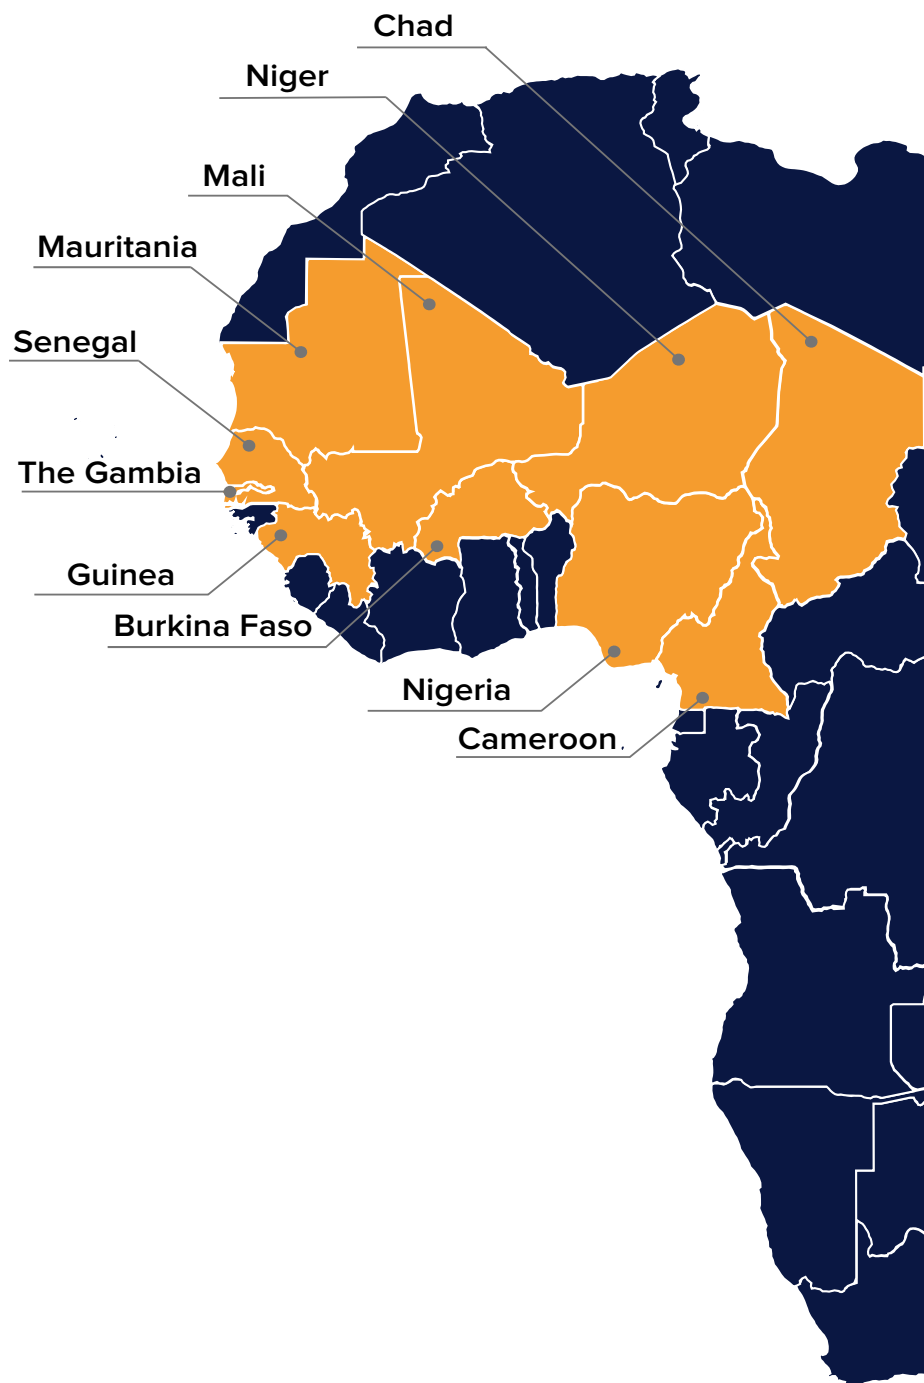 Chad
Niger
Mali
Mauritania
Senegal
The Gambia
Guinea
Burkina Faso
Nigeria
Cameroon